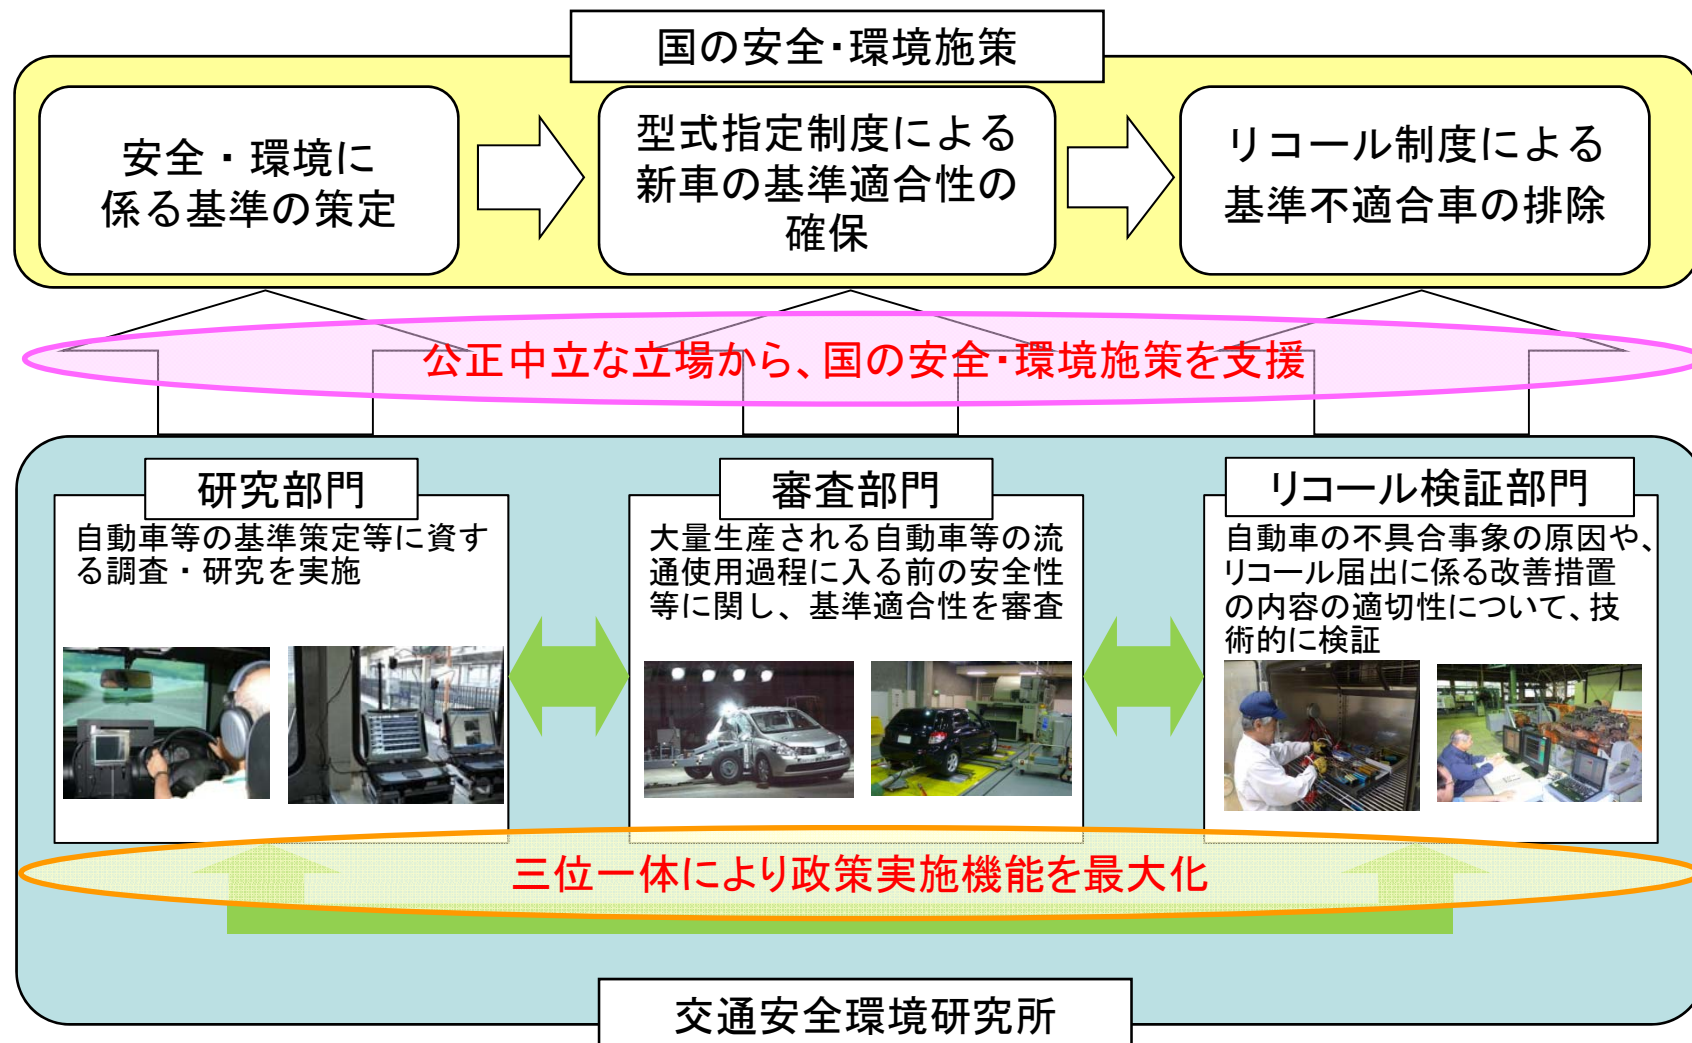 国の安全・環境施策
安全・環境に
係る基準の策定
型式指定制度による
新車の基準適合性の
確保
リコール制度による
基準不適合車の排除
公正中立な立場から、国の安全・環境施策を支援
研究部門
自動車等の基準策定等に資す
る調査・研究を実施
審査部門
大量生産される自動車等の流
通使用過程に入る前の安全性
等に関し、基準適合性を審査
リコール検証部門
自動車の不具合事象の原因や、
リコール届出に係る改善措置
の内容の適切性について、技
術的に検証
三位一体により政策実施機能を最大化
交通安全環境研究所